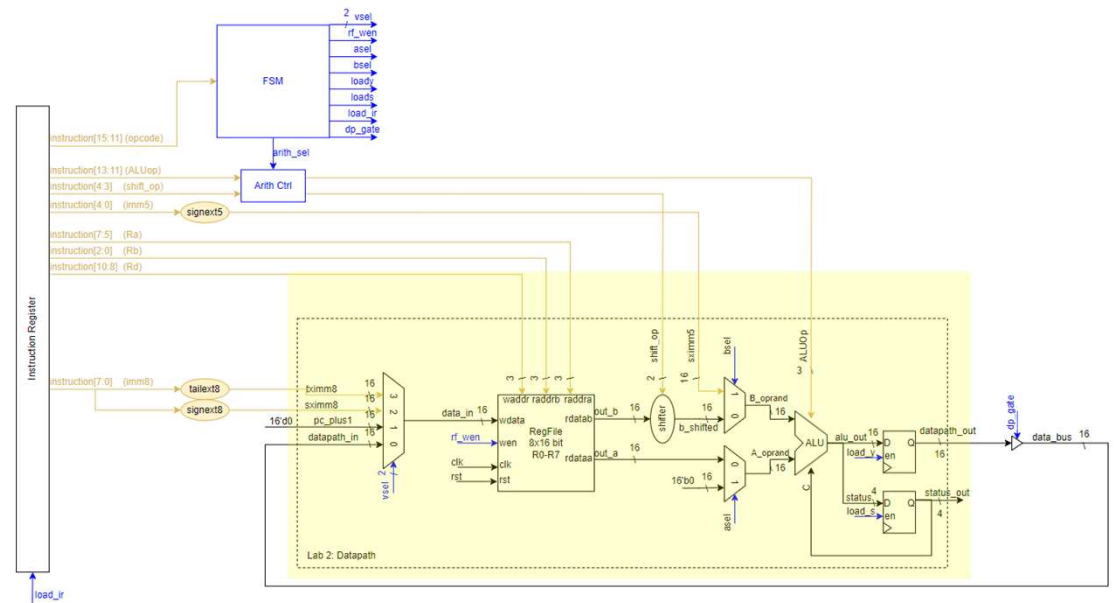 2
vsel
rf_wen
asel
bsel
loadv
loads
load_ir
dp_gate
FSM
arith_sel
Arith Ctrl
Instruction Register
instruction[15:11] (opcode)
instruction[13:11] (ALUop)
instruction[4:3] (shift_op)
instruction[4:0] (imm5)
signext5
instruction[7:5] (Ra)
instruction[2:0] (Rb)
instruction[10:8] (Rd)
instruction[7:0] (imm8)
tailext8
signext8
load_ir
tximm8 16
sximm8 16
16'd0 pc_plus1 16
datapath_in 16
3
2
1
0
vsel 2
data_in 16
3 3 3
waddr raddrb raddra
wdata
rdatab
RegFile
8x16 bit
R0-R7
wen
rdataa
clk
rst
rf_wen
clk
rst
out_b 16
out_a 16
shift_op
2
shifter
b_shifted 16
sximm5
16
bsel
1
0
B_oprand 16
16'b0 16
0
1
asel
A_oprand 16
ALUOp
3
ALU
C
alu_out 16
load_v
D Q
en
datapath_out
16
status 4
load_s
D Q
en
status_out
4
dp_gate
data_bus 16
Lab 2: Datapath